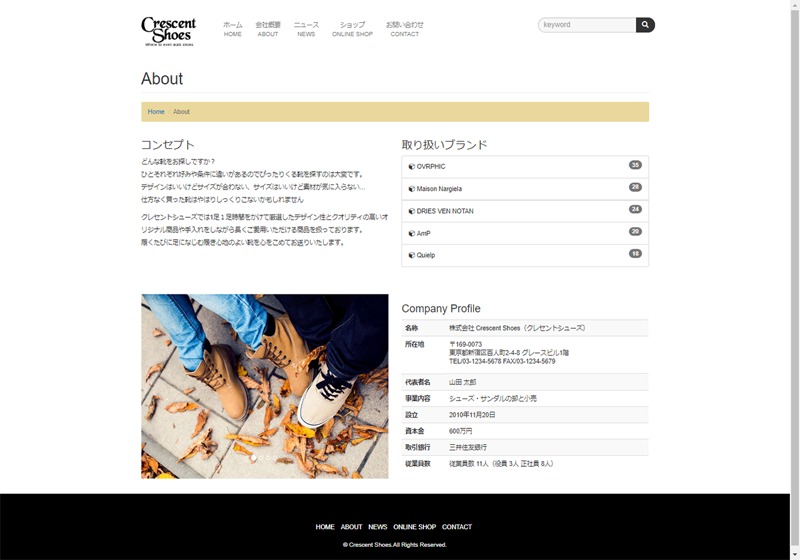 Crescent
Shoes
Where to even walk shoes
ホーム 会社概要 ニュース ショップ お問い合わせ
HOME ABOUT NEWS ONLINE SHOP CONTACT
keyword
About
Home / About
コンセプト
どんな靴をお探しですか？
ひとそれぞれ好みや条件に違いがあるのでぴったりくる靴を探すのは大変です。
デザインはいいけどサイズが合わない、サイズはいいけど素材が気に入らない...
仕方なく買った靴はやはりしっくりこないかもしれません
クレセントシューズでは1足１足時間をかけて厳選したデザイン性とクオリティの高いオ
リジナル商品や手入れをしながら長くご愛用いただける商品を扱っております。
履くたびに足になじむ履き心地のよい靴を心をこめてお送りいたします。
取り扱いブランド
OVRPHIC 35
Maison Nargiela 28
DRIES VEN NOTAN 24
AmP 20
Quielp 18
Company Profile
名称 株式会社 Crescent Shoes（クレセントシューズ）
所在地 〒169-0073
東京都新宿区百人町2-4-8 グレースビル1階
TEL/03-1234-5678 FAX/03-1234-5679
代表者名 山田 太郎
事業内容 シューズ・サンダルの卸と小売
設立 2010年11月20日
資本金 600万円
取引銀行 三井住友銀行
従業員数 従業員数 11人（役員 3人 正社員 8人）
HOME ABOUT NEWS ONLINE SHOP CONTACT
© Crescent Shoes.All Rights Reserved.